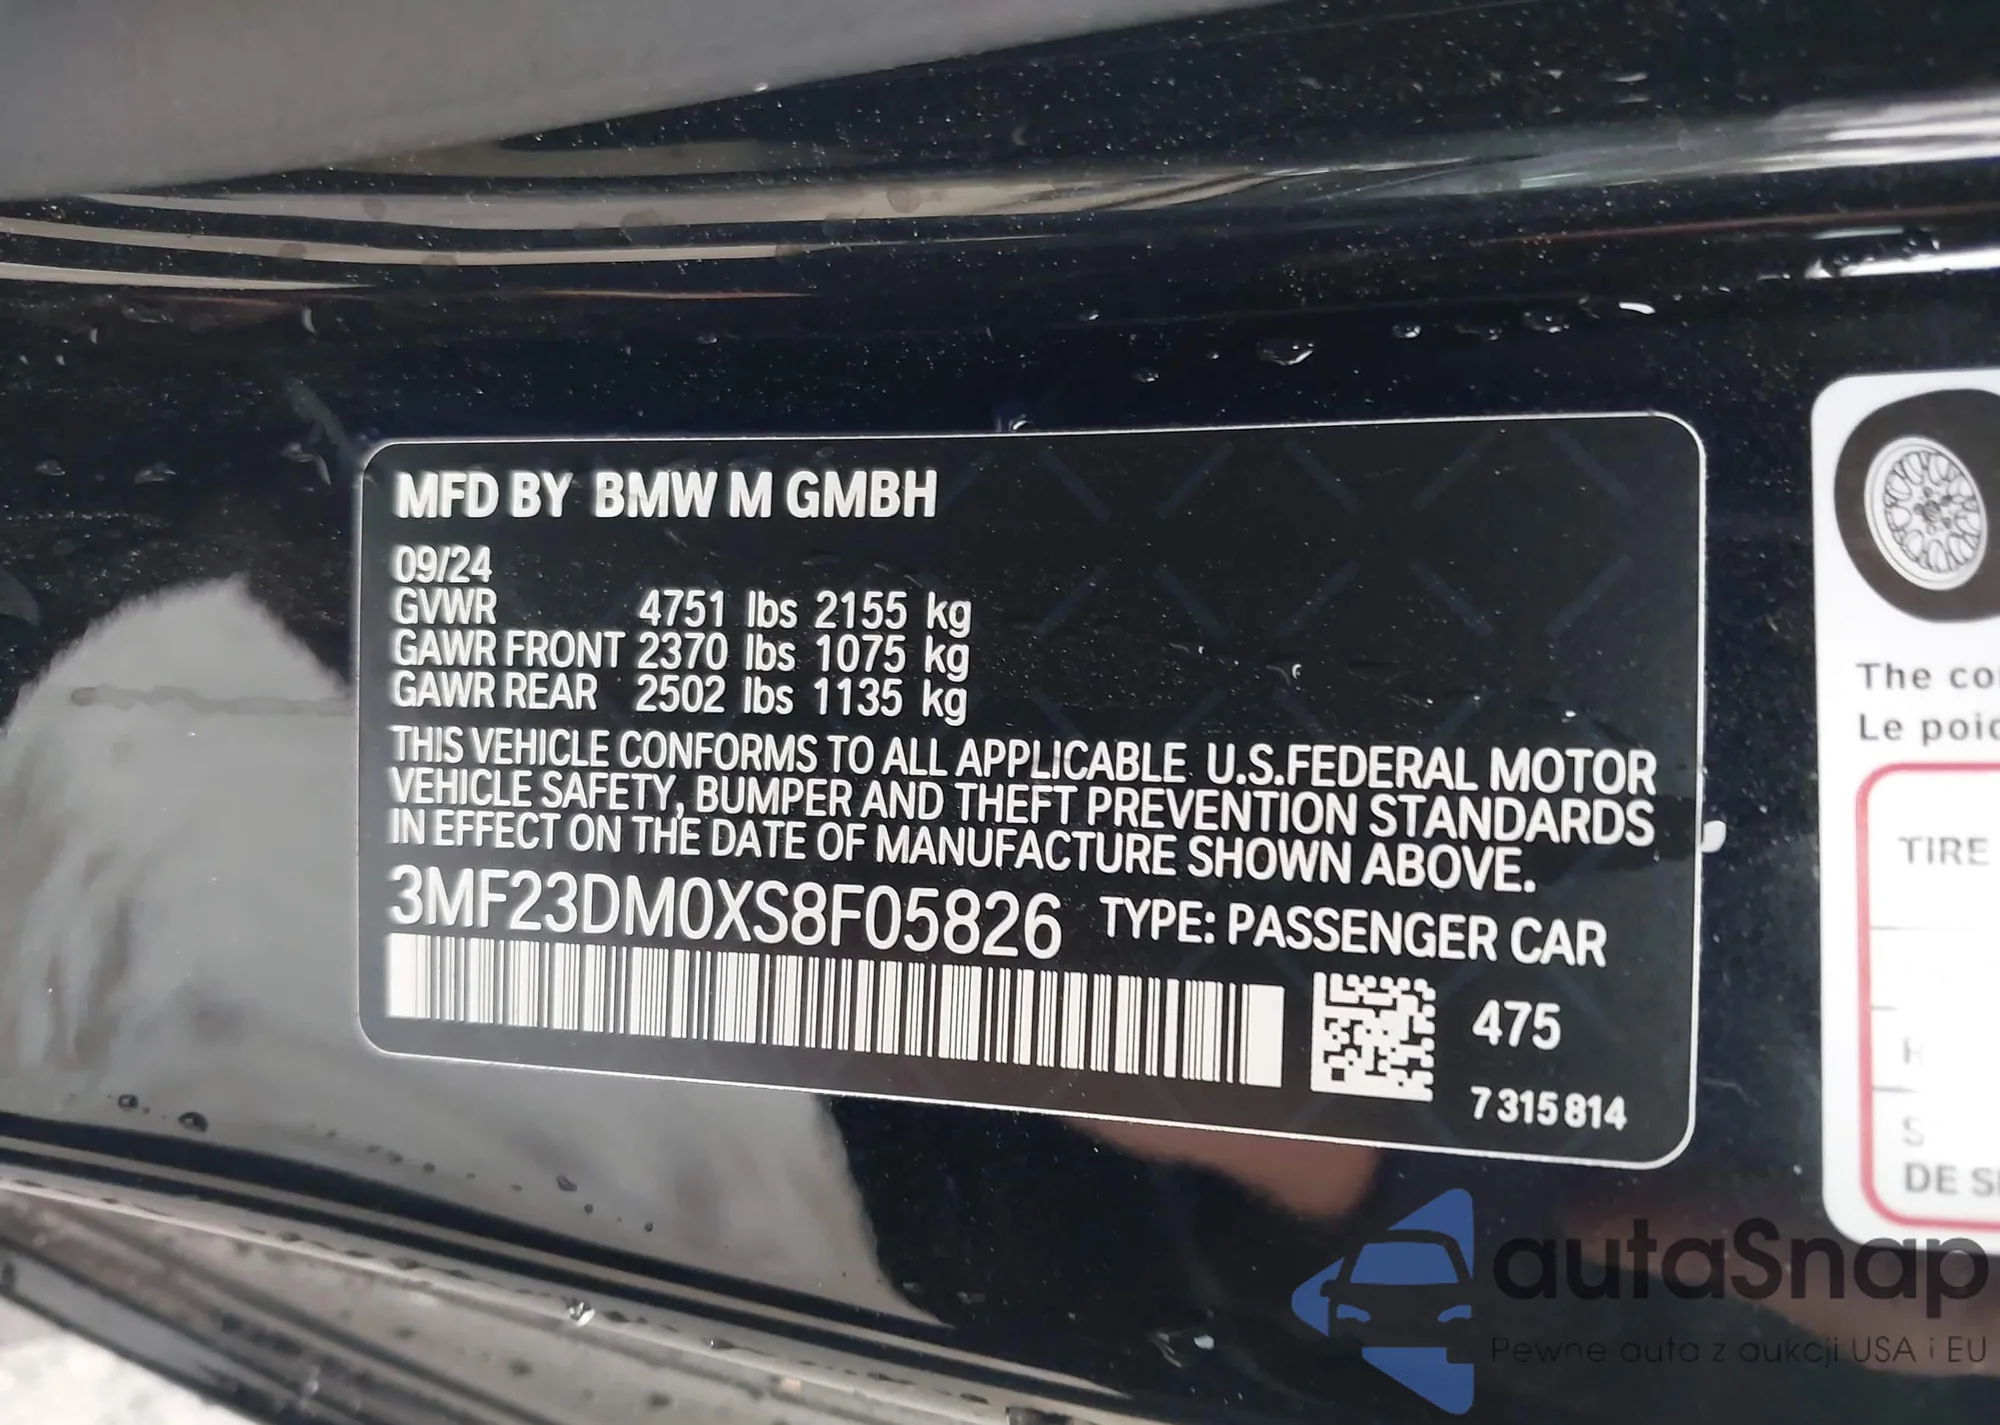 MFD BY BMW M GMBH
09/24
GVWR 4751 lbs 2155 kg
GAWR FRONT 2370 lbs 1075 kg
GAWR REAR 2502 lbs 1135 kg
THIS VEHICLE CONFORMS TO ALL APPLICABLE U.S.FEDERAL MOTOR
VEHICLE SAFETY, BUMPER AND THEFT PREVENTION STANDARDS
IN EFFECT ON THE DATE OF MANUFACTURE SHOWN ABOVE.
3MF23DM0XS8F05826 TYPE: PASSENGER CAR
475
7 315 814
The
Le
TIRE
DE
autaSnap
Pewne auta z aukcji USA i EU